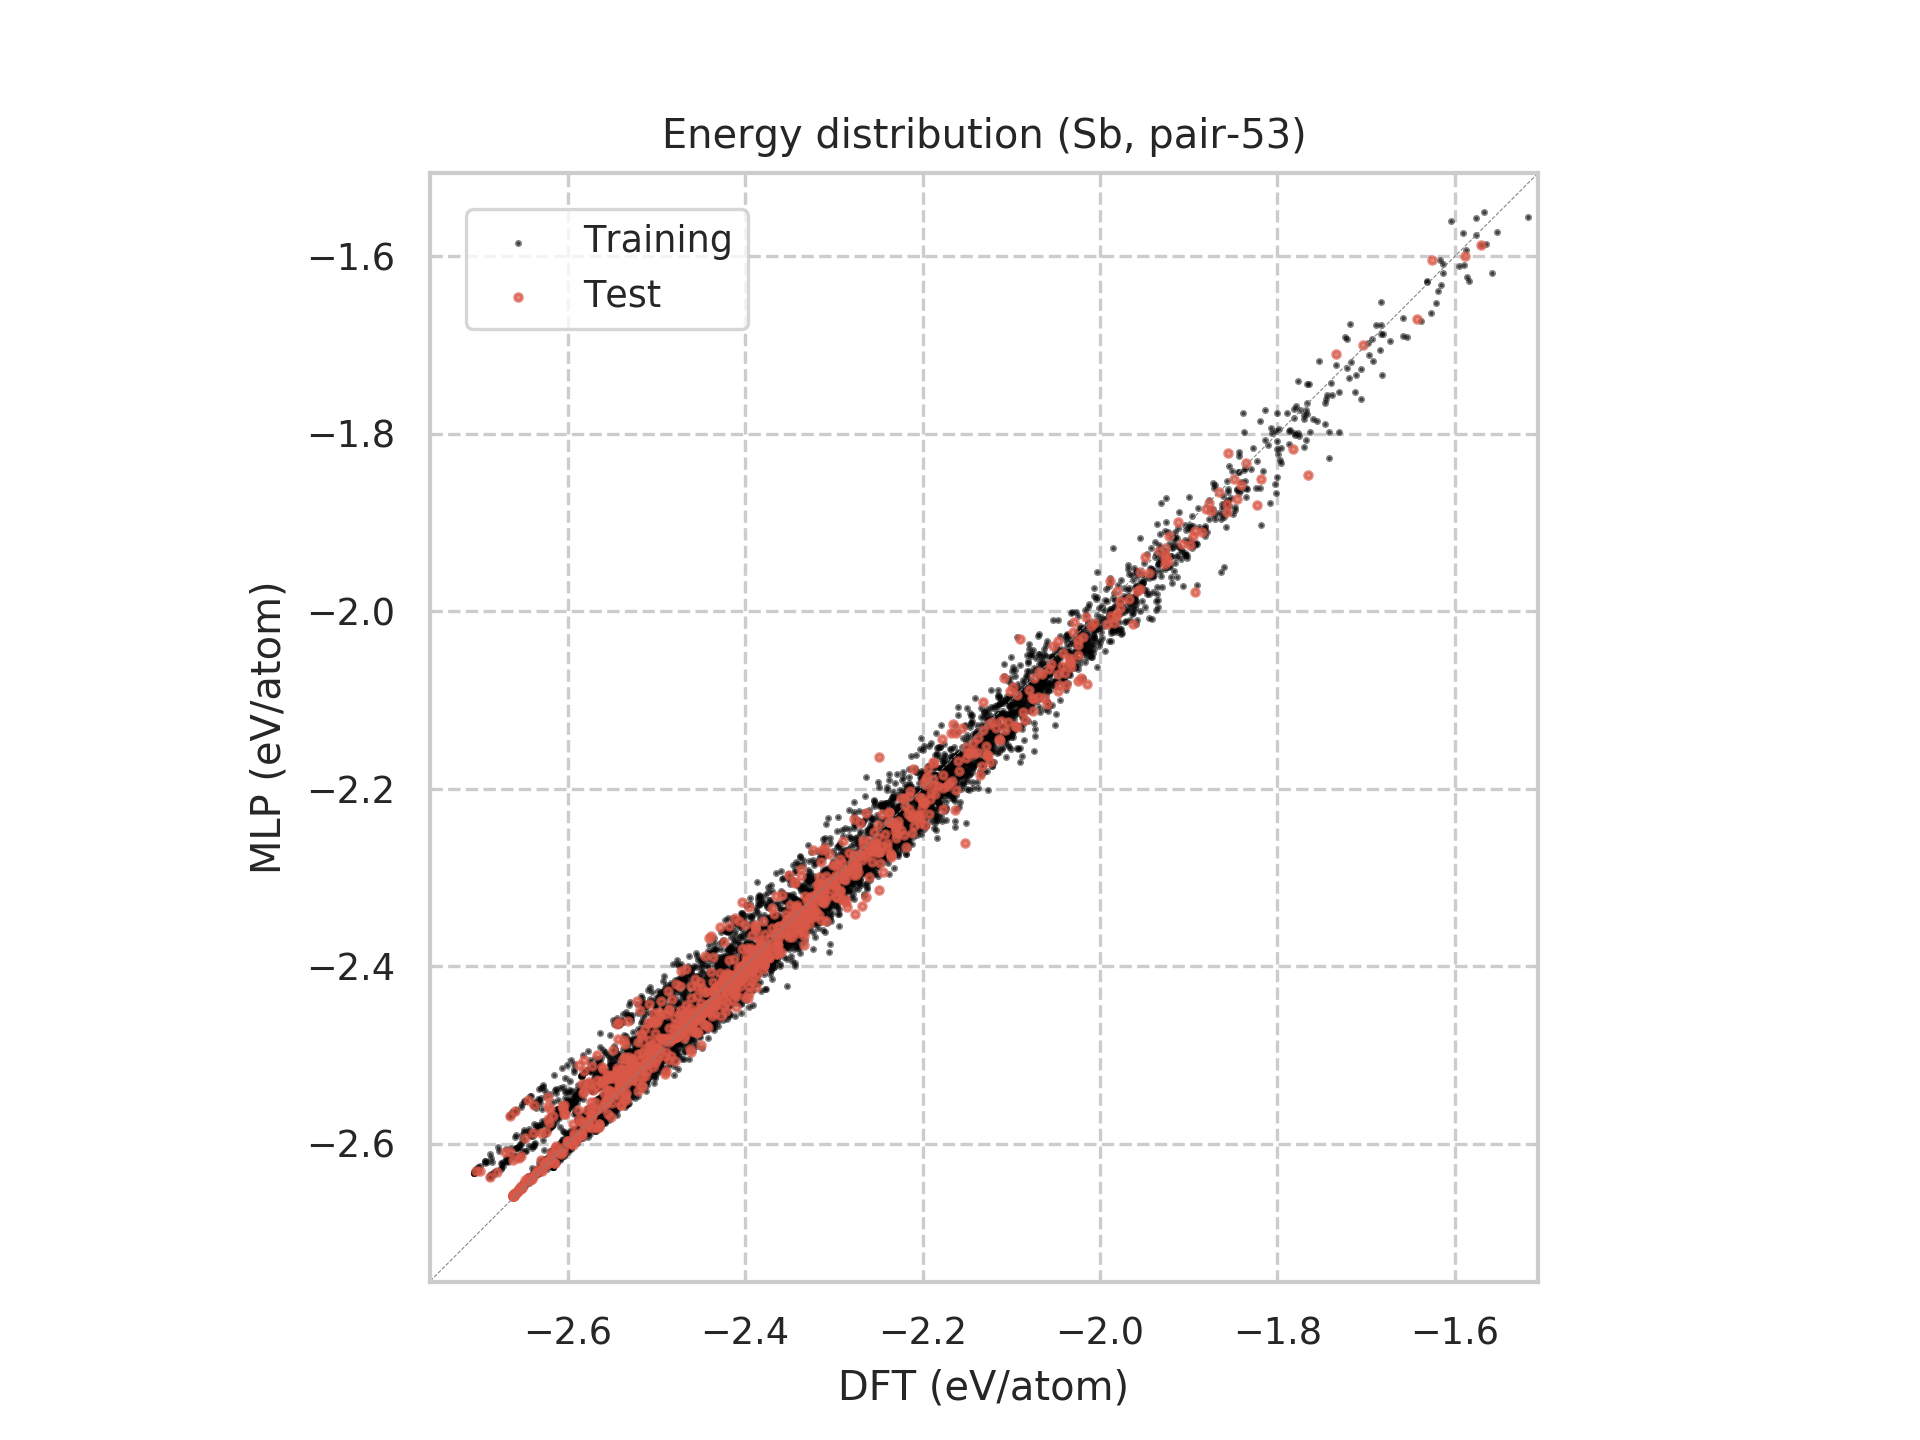 Energy distribution (Sb, pair-53)
Training
Test
−1.6
−1.8
−2.0
−2.2
−2.4
−2.6
MLP (eV/atom)
−2.6 −2.4 −2.2 −2.0 −1.8 −1.6
DFT (eV/atom)